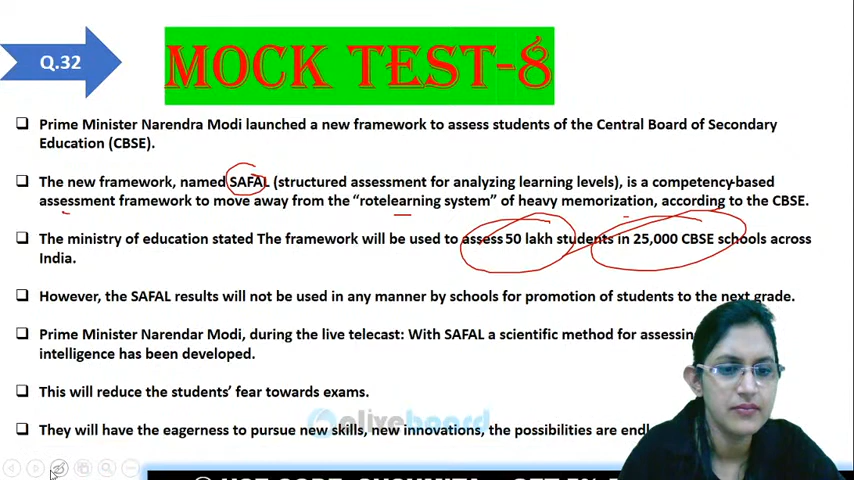 Q.32
MOCK TEST-8
Prime Minister Narendra Modi launched a new framework to assess students of the Central Board of Secondary
Education (CBSE).
The new framework, named SAFAL (structured assessment for analyzing learning levels), is a competency-based
assessment framework to move away from the “rotelearning system” of heavy memorization, according to the CBSE.
The ministry of education stated The framework will be used to assess 50 lakh students in 25,000 CBSE schools across
India.
However, the SAFAL results will not be used in any manner by schools for promotion of students to the next grade.
Prime Minister Narendar Modi, during the live telecast: With SAFAL a scientific method for assessing
intelligence has been developed.
This will reduce the students’ fear towards exams.
oliveboard
They will have the eagerness to pursue new skills, new innovations, the possibilities are
USE CODE